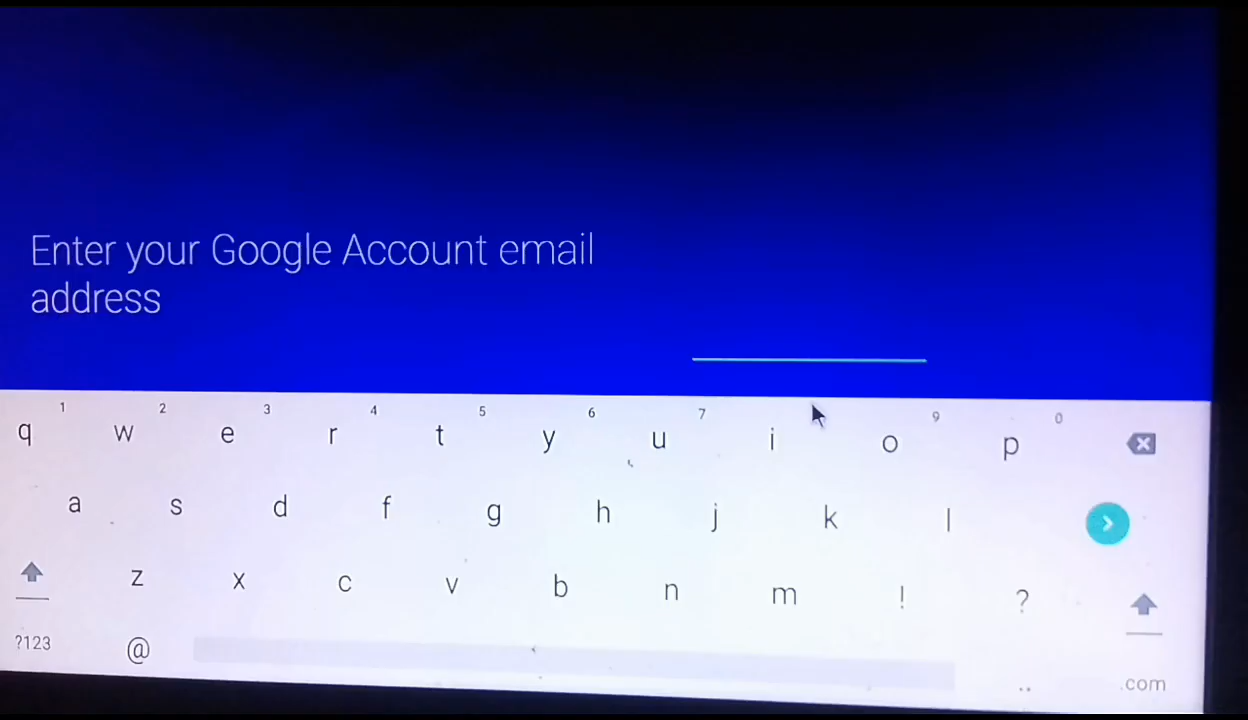 Enter your Google Account email
address
1 2 3 4 5 6 7 9 0
q w e r t y u i o p
a s d f g h j k l
z x c v b n m ! ?
?123 @ .com